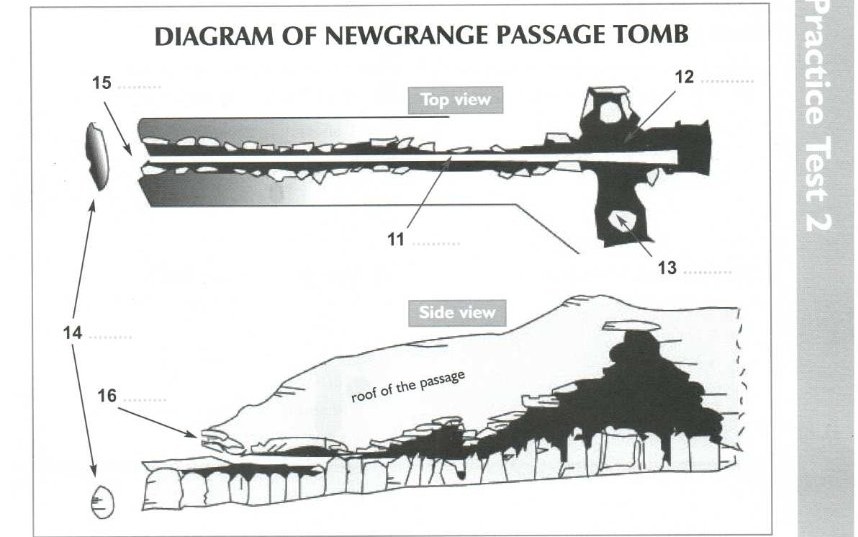 DIAGRAM OF NEWGRANGE PASSAGE TOMB
15 ..........
Top view
12 ............
11 ............
13 ............
Side view
14 ..........
16 ..........
roof of the passage
Practice Test 2